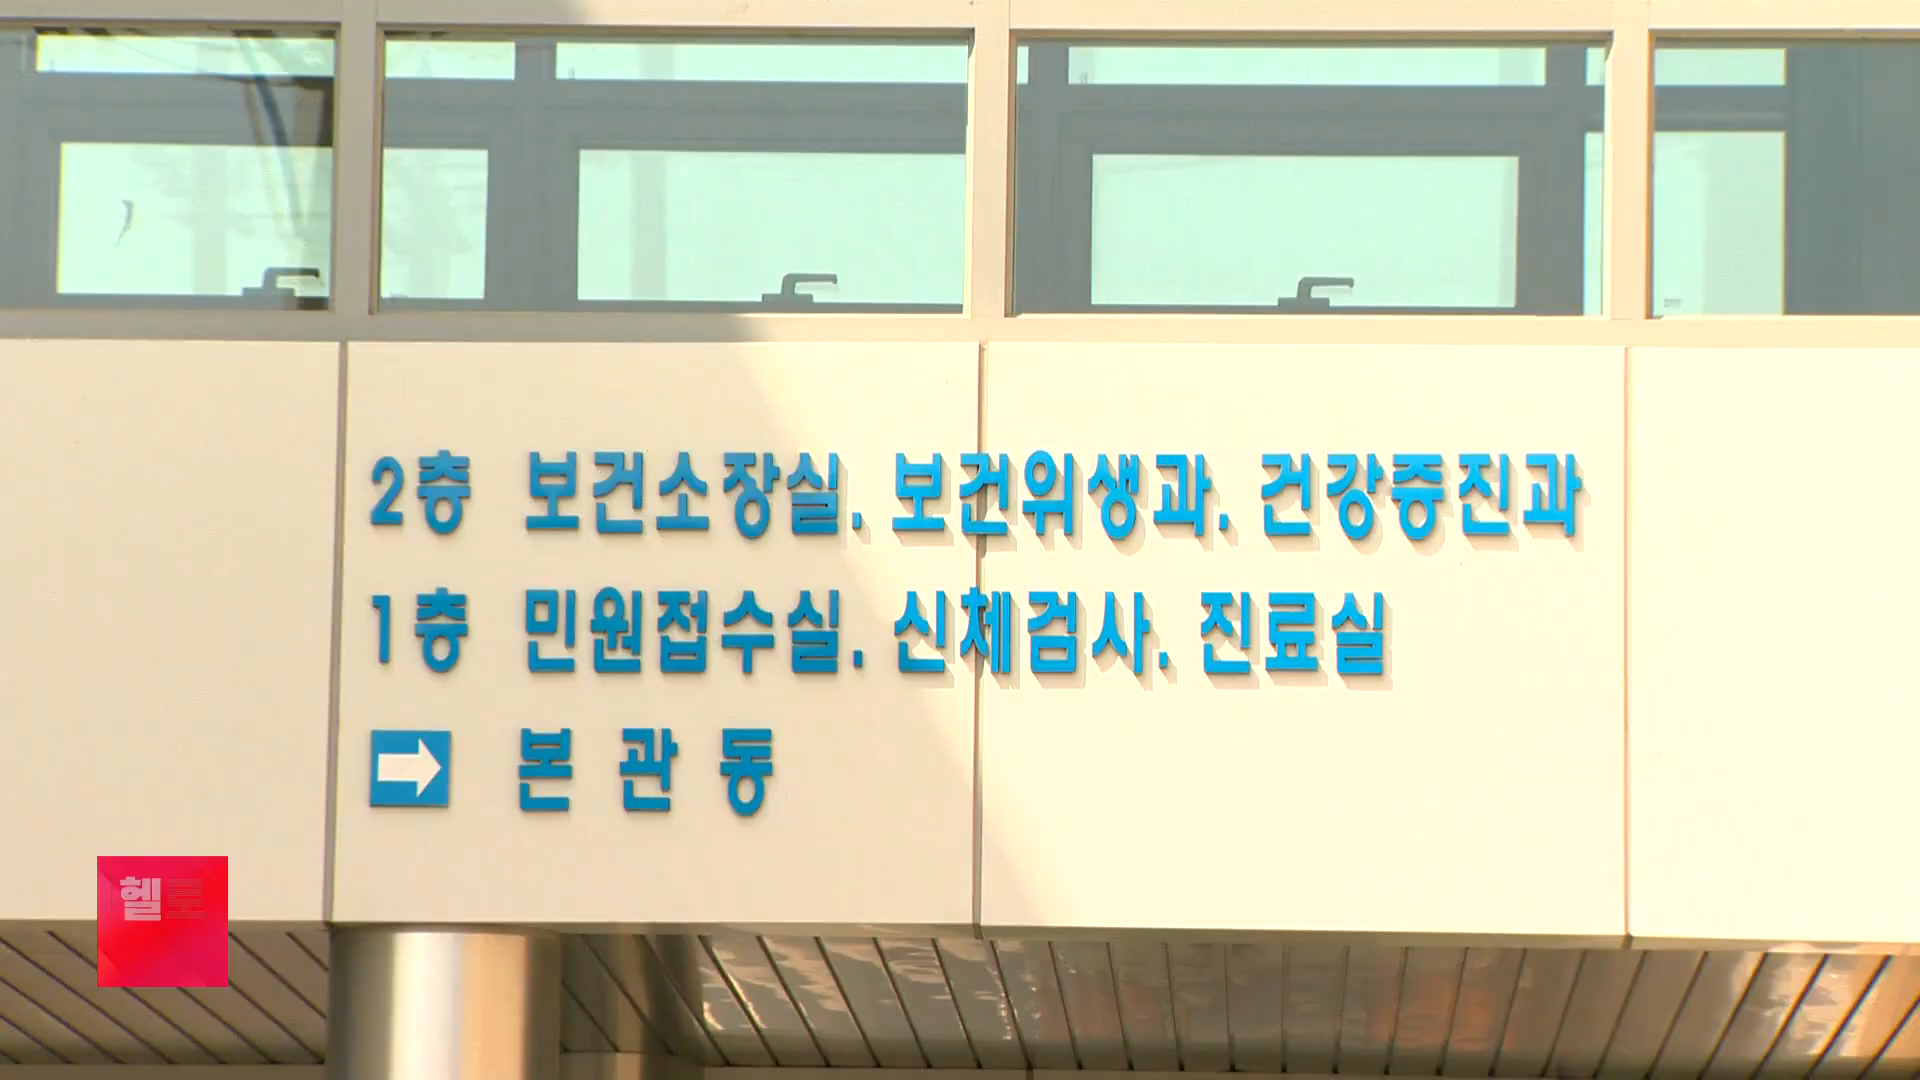 2층 보건소장실. 보건위생과. 건강증진과
1층 민원접수실. 신체검사. 진료실
본관동
헬로